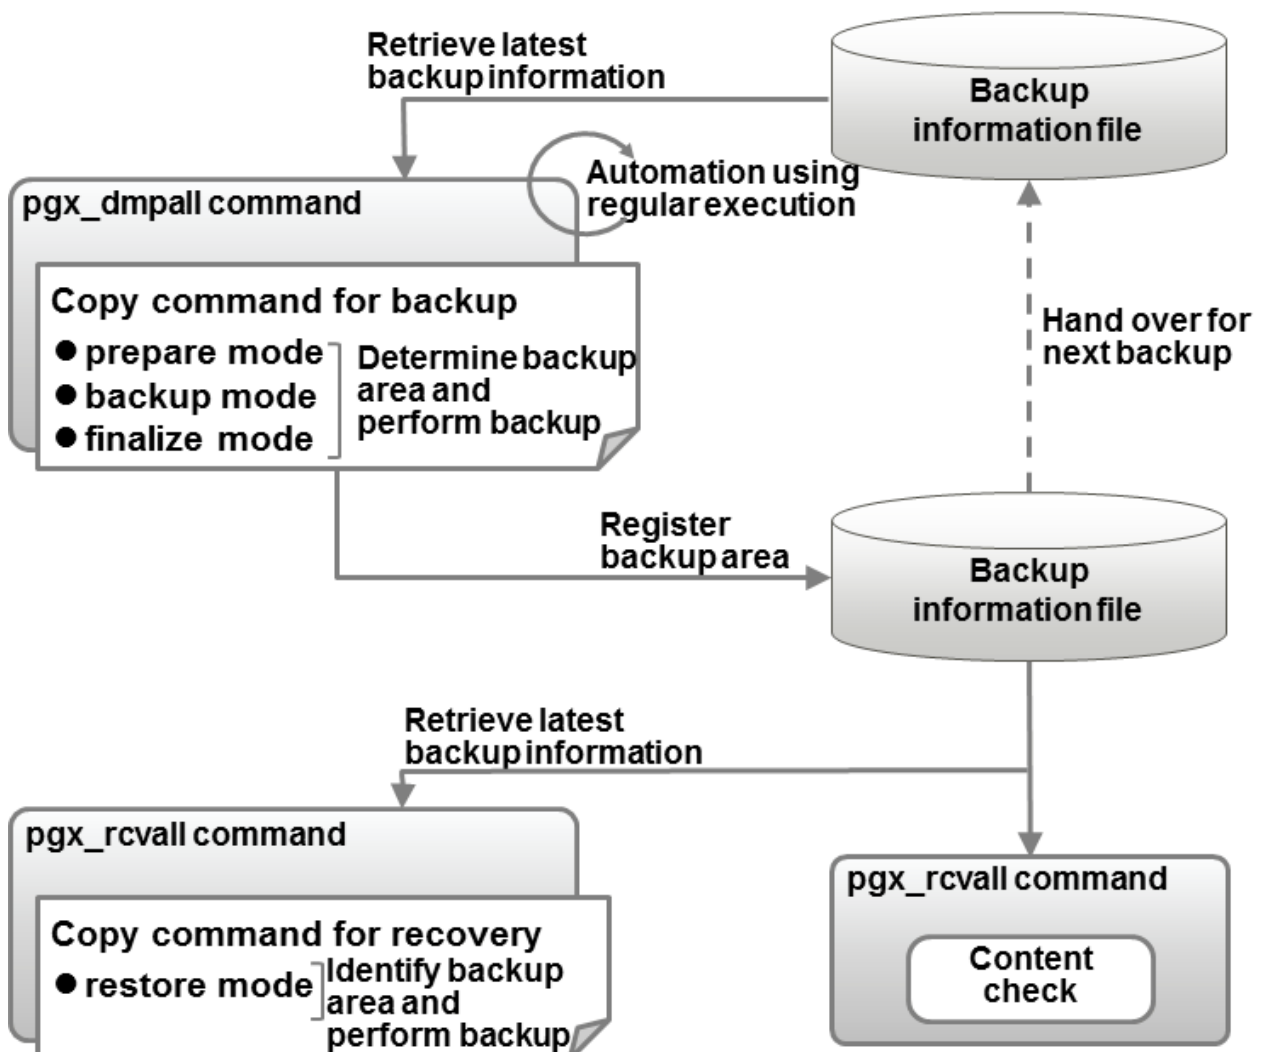 Retrieve latest
backup information
Backup
information file
Automation using
regular execution
pgx_dmpall command
Copy command for backup
● prepare mode
● backup mode
● finalize mode
Determine backup
area and
perform backup
Hand over for
next backup
Register
backup area
Backup
information file
Retrieve latest
backup information
pgx_rcvall command
Copy command for recovery
● restore mode
Identify backup
area and
perform backup
pgx_rcvall command
Content
check